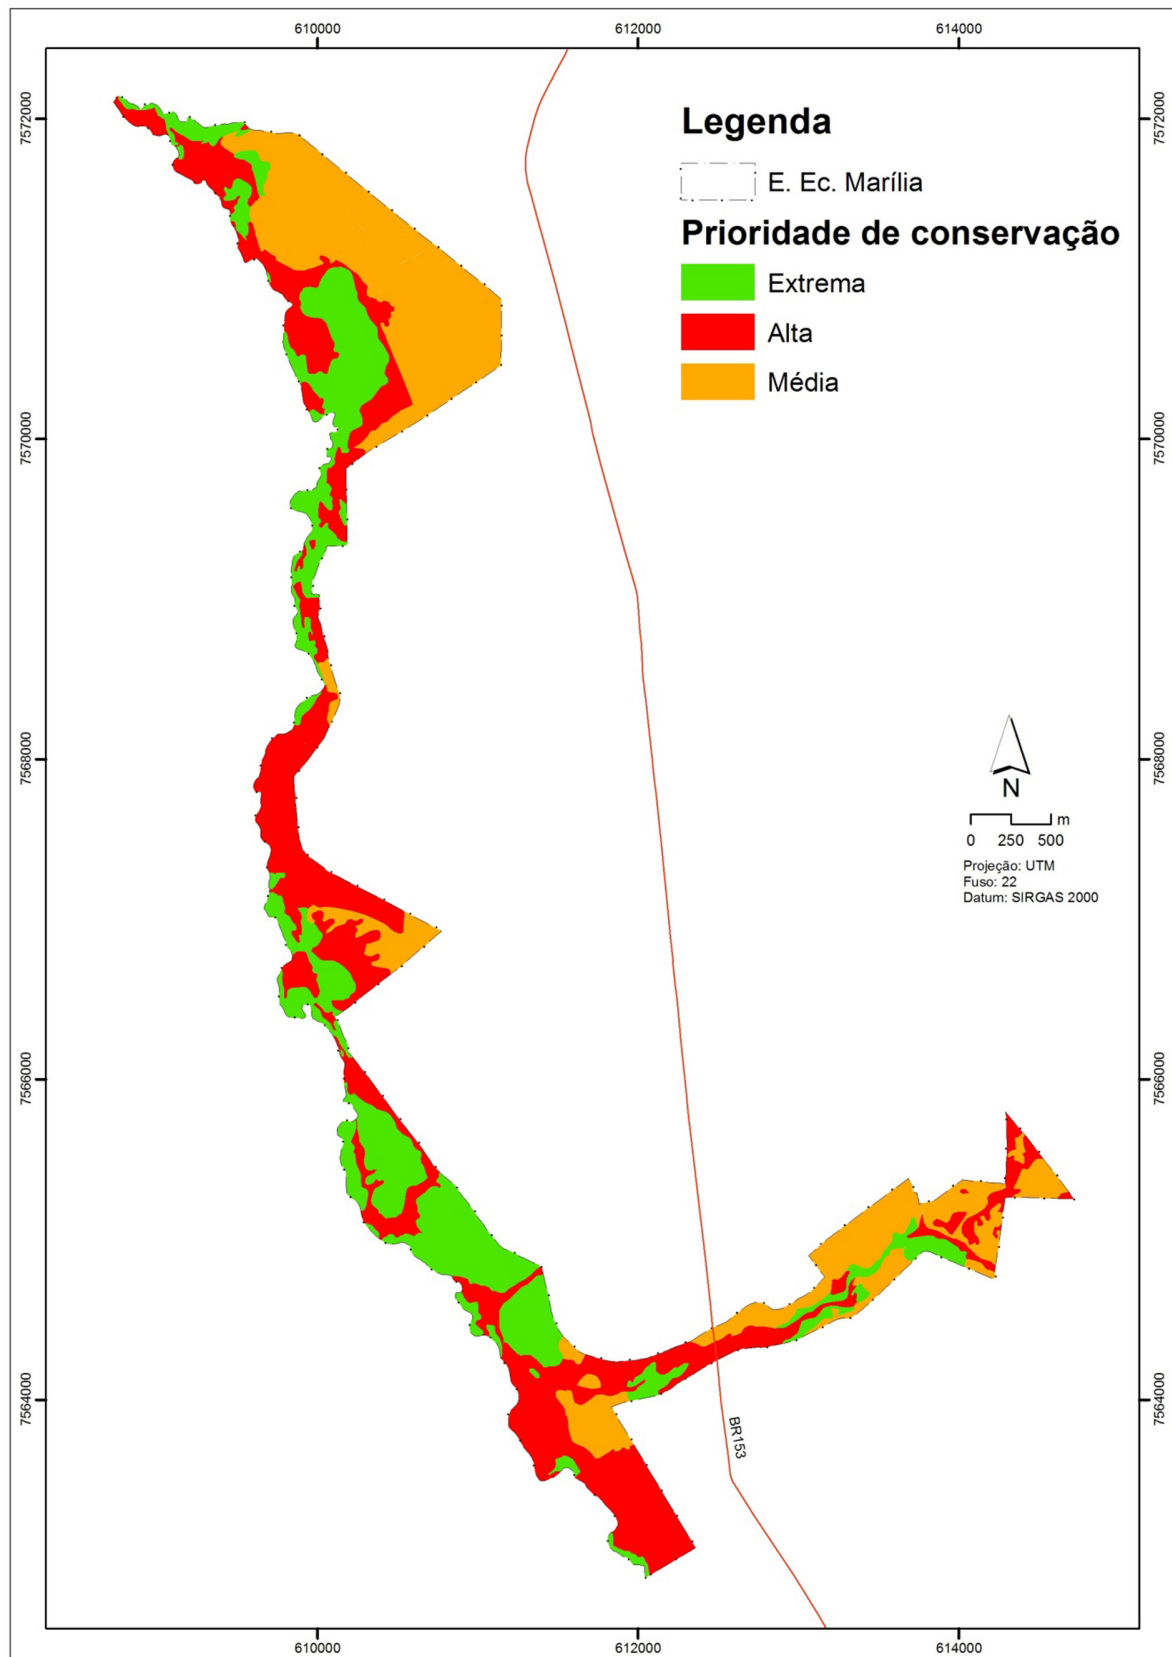 610000
612000
614000
7572000
7572000
Legenda
E. Ec. Marília
Prioridade de conservação
Extrema
Alta
Média
7570000
7570000
7568000
7568000
N
m
0 250 500
Projeção: UTM
Fuso: 22
Datum: SIRGAS 2000
7566000
7566000
7564000
7564000
BR153
610000
612000
614000